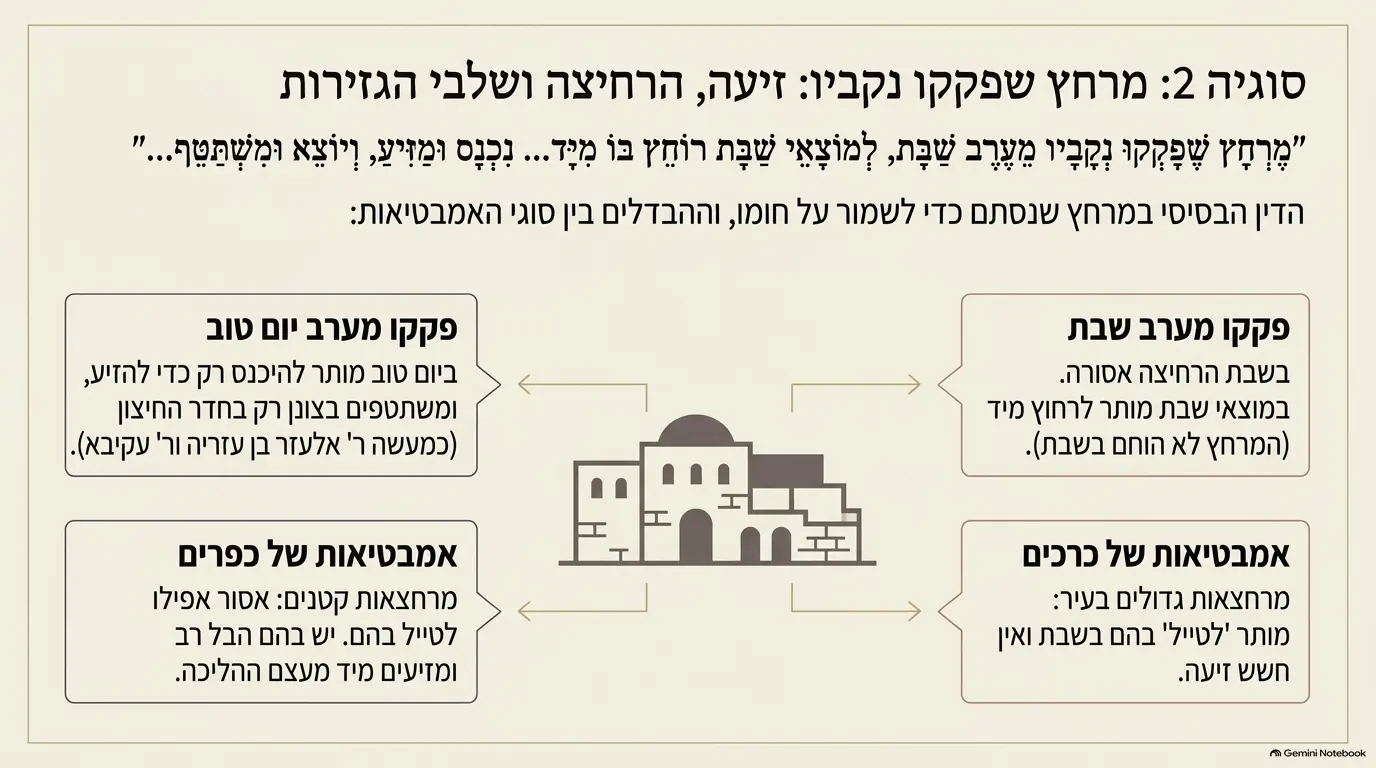 סוגיה 2: מרחץ שפקקו נקביו: זיעה, הרחיצה ושלבי הגזירות
"מֶרְחָץ שֶׁפָּקְקוּ נְקָבָיו מֵעֶרֶב שַׁבָּת, לְמוֹצָאֵי שַׁבָּת רוֹחֵץ בּוֹ מִיָּד... נִכְנָס וּמַזִּיעַ, וְיוֹצֵא וּמִשְׁתַּטֵּף..."
הדין הבסיסי במרחץ שנסתם כדי לשמור על חומו, וההבדלים בין סוגי האמבטיאות:
פקקו מערב שבת
בשבת הרחיצה אסורה.
במוצאי שבת מותר לרחוץ מיד
(המרחץ לא הוחם בשבת).
פקקו מערב יום טוב
ביום טוב מותר להיכנס רק כדי להזיע,
ומשתטפים בצונן רק בחדר החיצון
(כמעשה ר' אלעזר בן עזריה ור' עקיבא).
אמבטיאות של כרכים
מרחצאות גדולים בעיר:
מותר 'לטייל' בהם בשבת ואין
חשש זיעה.
אמבטיאות של כפרים
מרחצאות קטנים: אסור אפילו
לטייל בהם. יש בהם הבל רב
ומזיעים מיד מעצם ההליכה.
Gemini Notebook